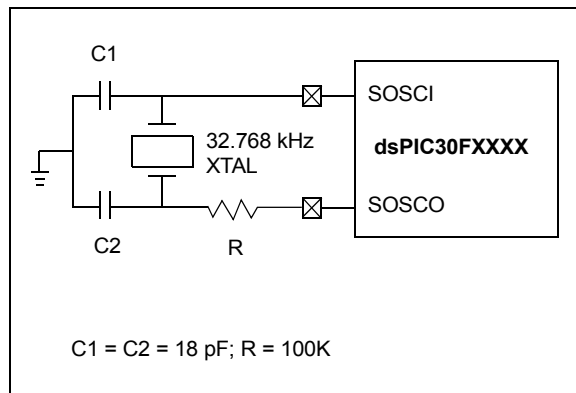 C1
SOSCI
32.768 kHz
XTAL
dsPIC30FXXXX
SOSCO
C2
R
C1 = C2 = 18 pF; R = 100K